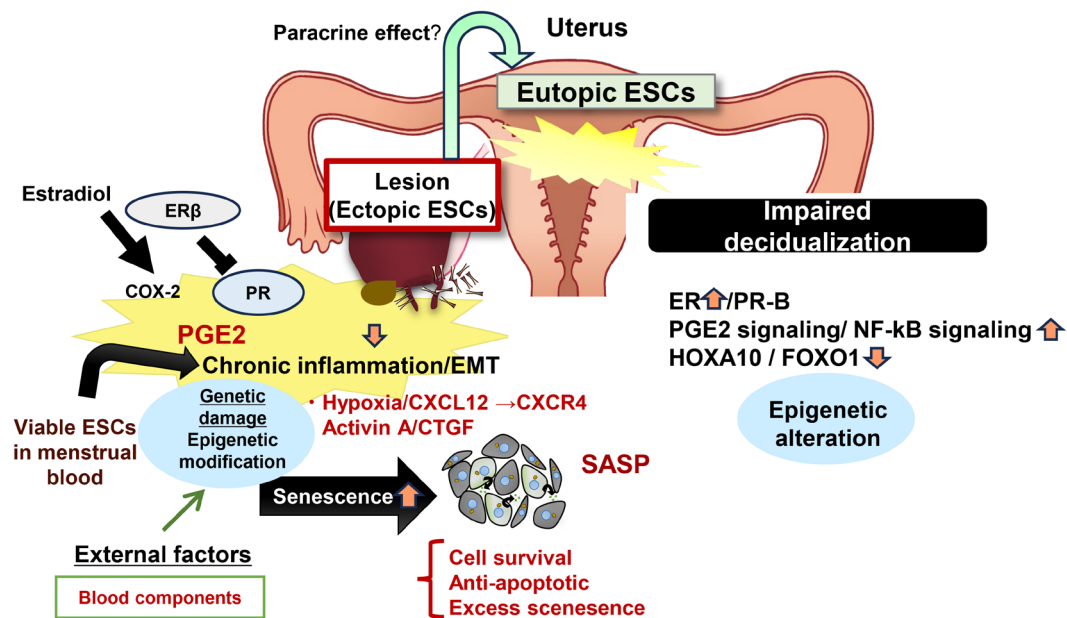 Paracrine effect?
Uterus
Eutopic ESCs
Lesion
(Ectopic ESCs)
Estradiol
ERβ
Impaired
decidualization
COX-2
PR
ER /PR-B
PGE2
PGE2 signaling/ NF-kB signaling
HOXA10 / FOXO1
Chronic inflammation/EMT
Genetic
damage
Epigenetic
modification
• Hypoxia/CXCL12 →CXCR4
Activin A/CTGF
Viable ESCs
in menstrual
blood
Epigenetic
alteration
SASP
Senescence
External factors
Blood components
Cell survival
Anti-apoptotic
Excess scenesence